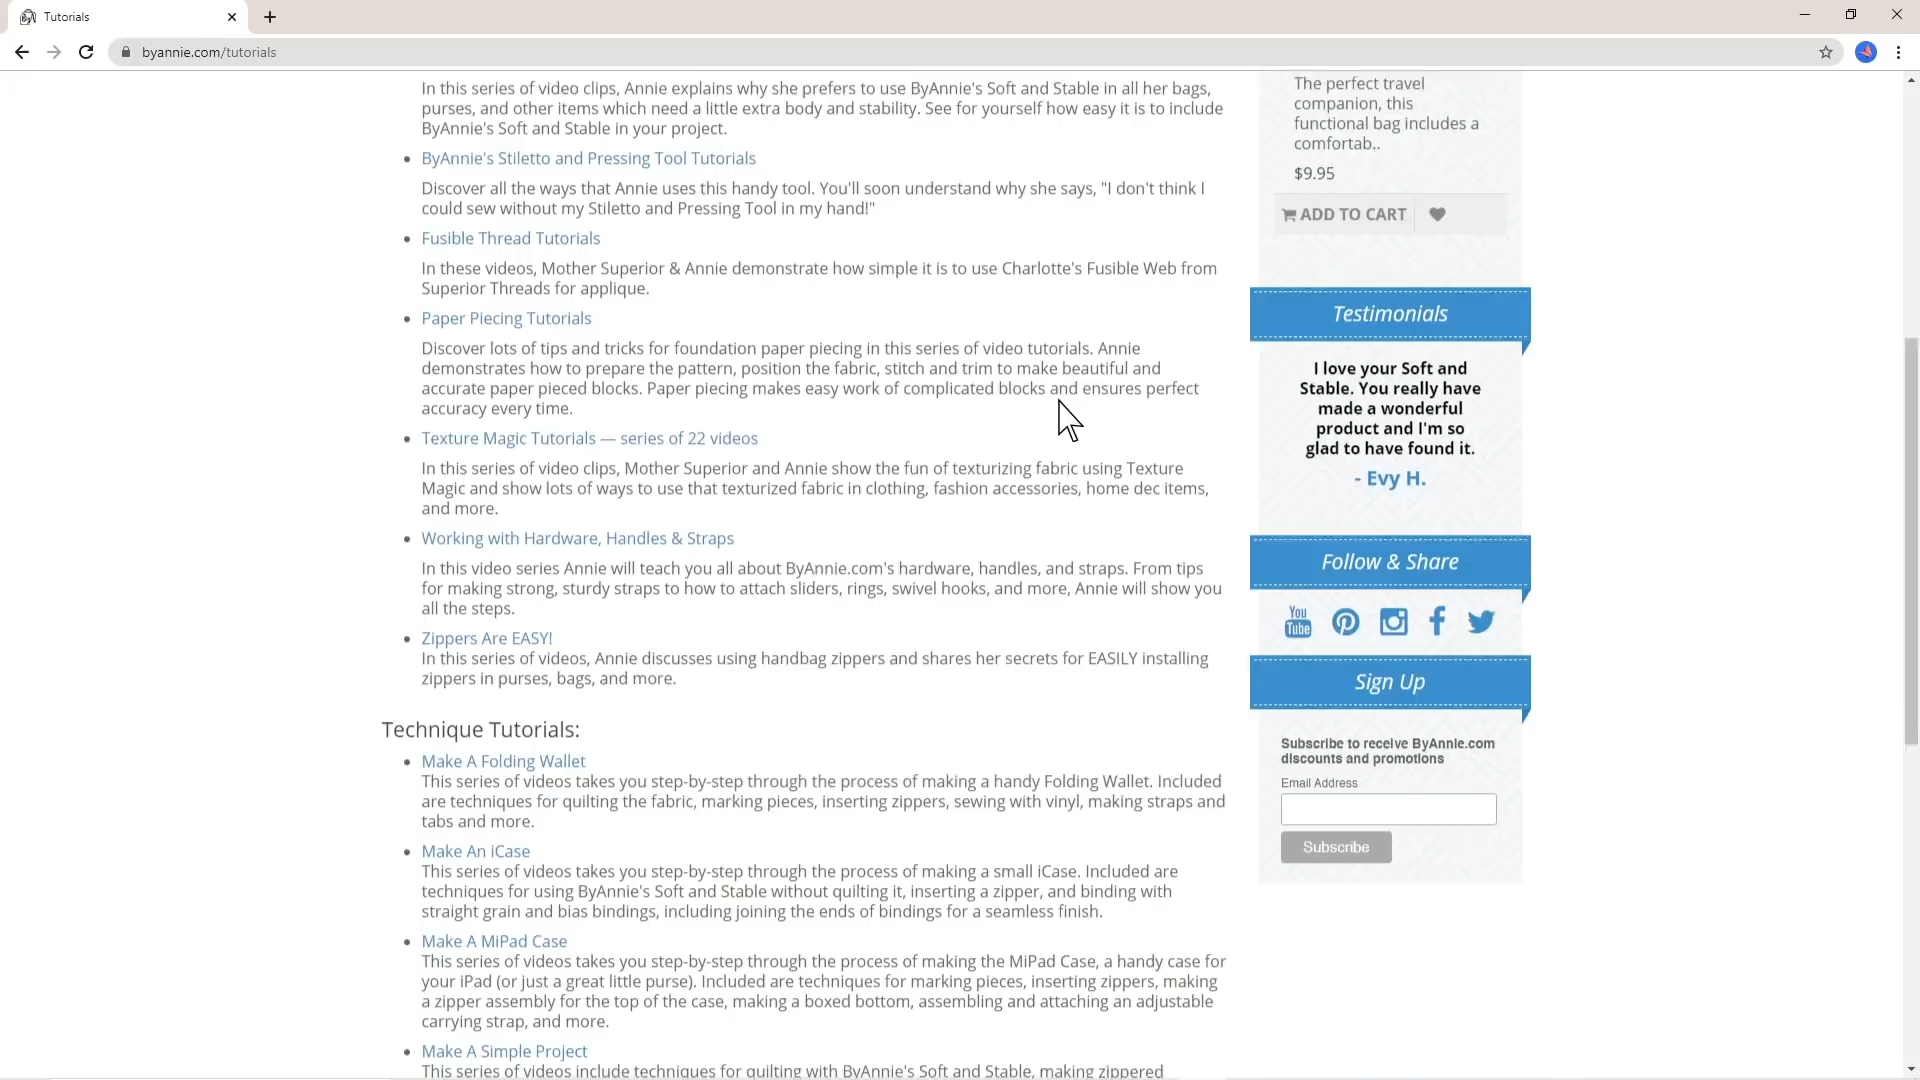 Tutorials
byannie.com/tutorials
In this series of video clips, Annie explains why she prefers to use ByAnnie's Soft and Stable in all her bags,
purses, and other items which need a little extra body and stability. See for yourself how easy it is to include
ByAnnie's Soft and Stable in your project.
ByAnnie's Stiletto and Pressing Tool Tutorials
Discover all the ways that Annie uses this handy tool. You'll soon understand why she says, "I don't think I
could sew without my Stiletto and Pressing Tool in my hand!"
Fusible Thread Tutorials
In these videos, Mother Superior & Annie demonstrate how simple it is to use Charlotte's Fusible Web from
Superior Threads for applique.
Paper Piecing Tutorials
Discover lots of tips and tricks for foundation paper piecing in this series of video tutorials. Annie
demonstrates how to prepare the pattern, position the fabric, stitch and trim to make beautiful and
accurate paper pieced blocks. Paper piecing makes easy work of complicated blocks and ensures perfect
accuracy every time.
Texture Magic Tutorials — series of 22 videos
In this series of video clips, Mother Superior and Annie show the fun of texturizing fabric using Texture
Magic and show lots of ways to use that texturized fabric in clothing, fashion accessories, home dec items,
and more.
Working with Hardware, Handles & Straps
In this video series Annie will teach you all about ByAnnie.com's hardware, handles, and straps. From tips
for making strong, sturdy straps to how to attach sliders, rings, swivel hooks, and more, Annie will show you
all the steps.
Zippers Are EASY!
In this series of videos, Annie discusses using handbag zippers and shares her secrets for EASILY installing
zippers in purses, bags, and more.
Technique Tutorials:
Make A Folding Wallet
This series of videos takes you step-by-step through the process of making a handy Folding Wallet. Included
are techniques for quilting the fabric, marking pieces, inserting zippers, sewing with vinyl, making straps and
tabs and more.
Make An iCase
This series of videos takes you step-by-step through the process of making a small iCase. Included are
techniques for using ByAnnie's Soft and Stable without quilting it, inserting a zipper, and binding with
straight grain and bias bindings, including joining the ends of bindings for a seamless finish.
Make A MiPad Case
This series of videos takes you step-by-step through the process of making the MiPad Case, a handy case for
your iPad (or just a great little purse). Included are techniques for marking pieces, inserting zippers, making
a zipper assembly for the top of the case, making a boxed bottom, assembling and attaching an adjustable
carrying strap, and more.
Make A Simple Project
This series of videos include techniques for quilting with ByAnnie's Soft and Stable, making zippered
The perfect travel
companion, this
functional bag includes a
comfortab..
$9.95
ADD TO CART
Testimonials
I love your Soft and
Stable. You really have
made a wonderful
product and I'm so
glad to have found it.
- Evy H.
Follow & Share
You
Tube
Sign Up
Subscribe to receive ByAnnie.com
discounts and promotions
Email Address
Subscribe